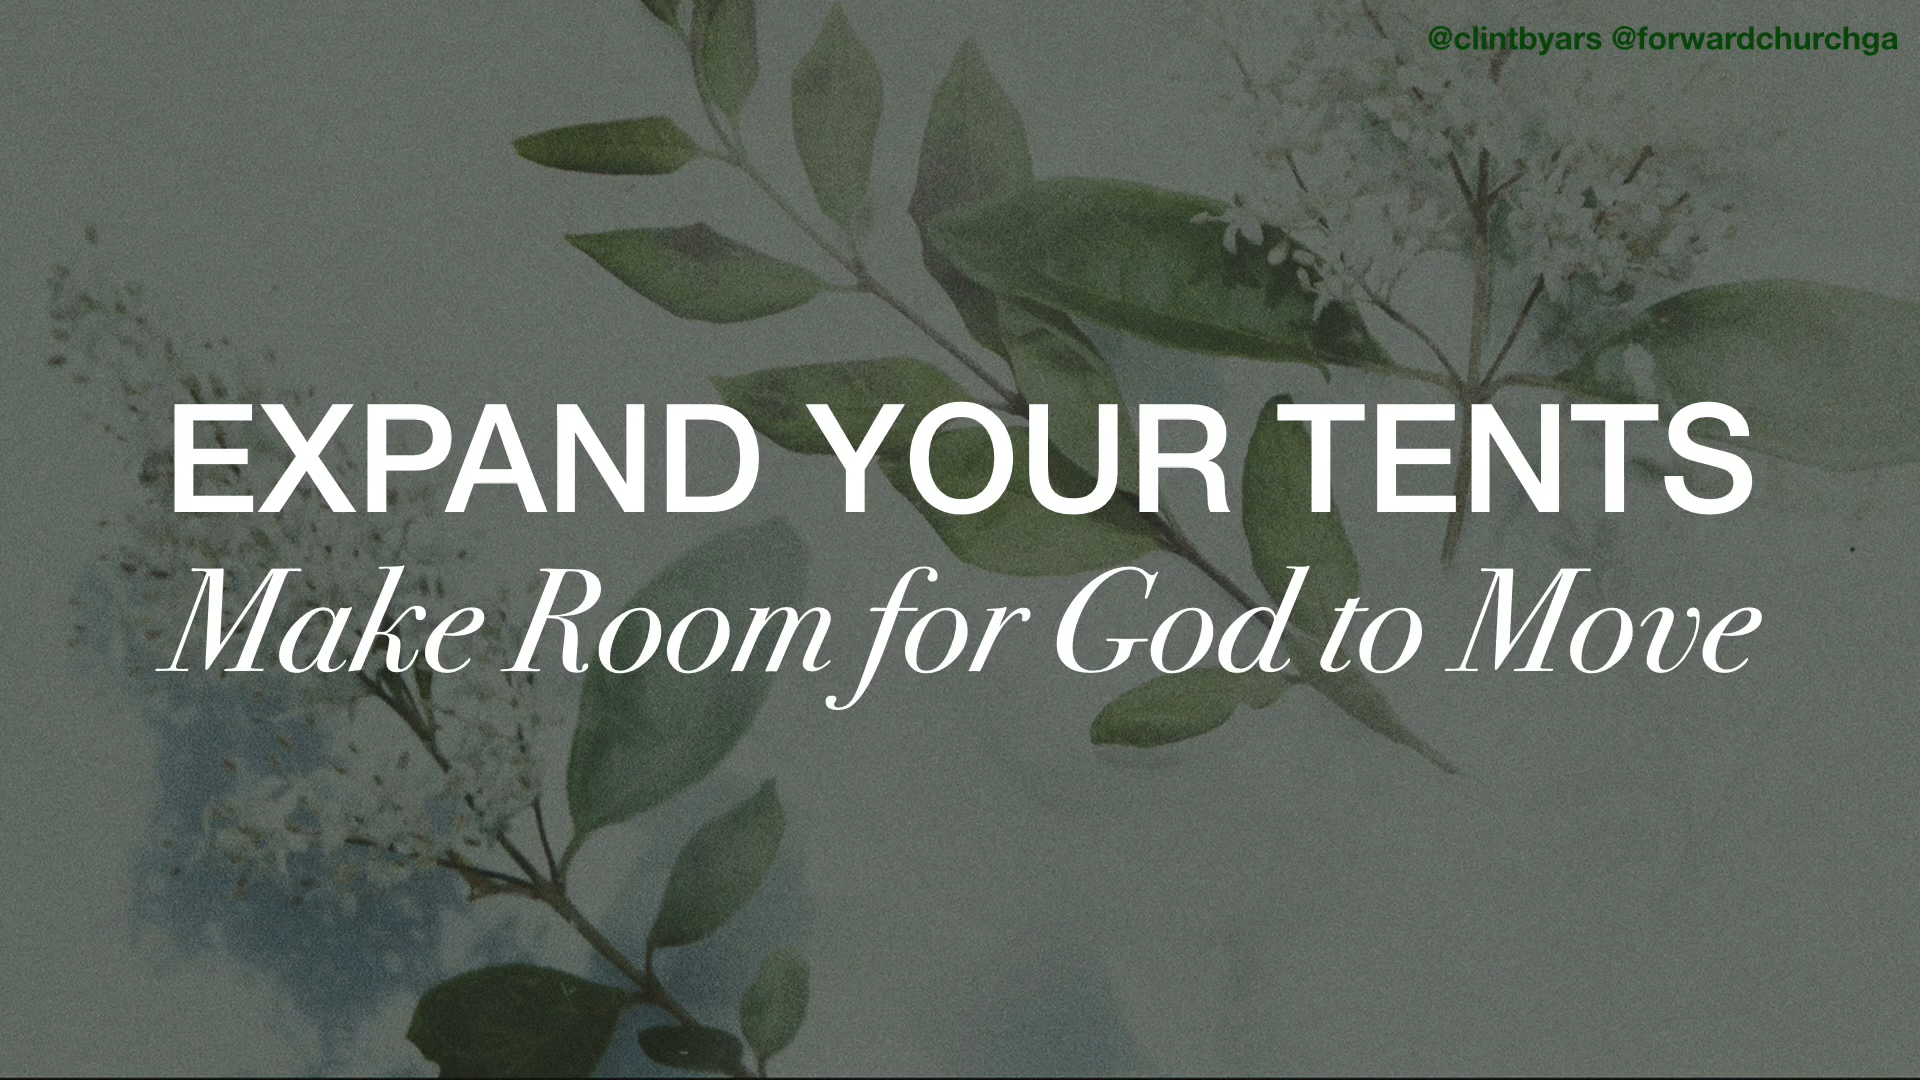 @clintbyars @forwardchurchga
EXPAND YOUR TENTS
Make Room for God to Move